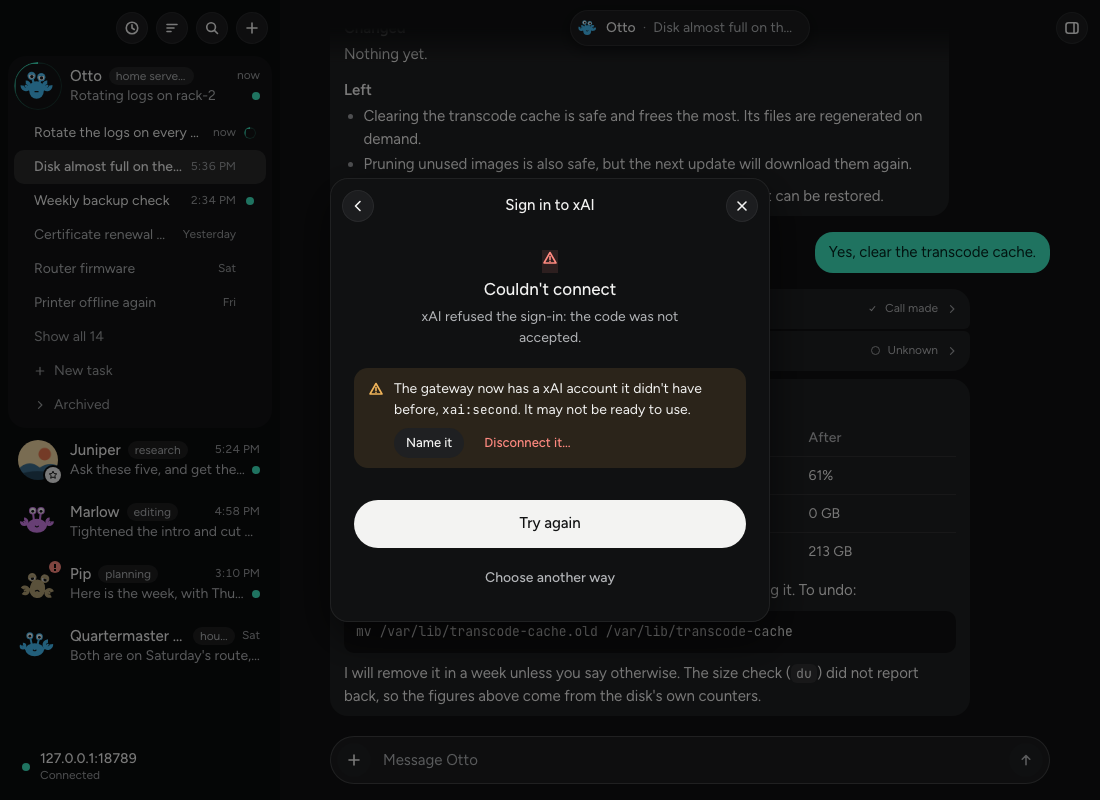 Otto
home serve...
now
Rotating logs on rack-2
Rotate the logs on every ...
now
Disk almost full on the...
5:36 PM
Weekly backup check
2:34 PM
Certificate renewal ...
Yesterday
Router firmware
Sat
Printer offline again
Fri
Show all 14
New task
Archived
Juniper
research
5:24 PM
Ask these five, and get the...
Marlow
editing
4:58 PM
Tightened the intro and cut ...
Pip
planning
3:10 PM
Here is the week, with Thu...
Quartermaster ...
hou...
Sat
Both are on Saturday's route,...
127.0.0.1:18789
Connected
Otto · Disk almost full on th...
Nothing yet.
Left
Clearing the transcode cache is safe and frees the most. Its files are regenerated on
demand.
Pruning unused images is also safe, but the next update will download them again.
can be restored.
Yes, clear the transcode cache.
Call made
Unknown
After
61%
0 GB
213 GB
it. To undo:
Sign in to xAI
Couldn't connect
xAI refused the sign-in: the code was not
accepted.
The gateway now has a xAI account it didn't have
before, xai:second. It may not be ready to use.
Name it
Disconnect it...
Try again
Choose another way
mv /var/lib/transcode-cache.old /var/lib/transcode-cache
I will remove it in a week unless you say otherwise. The size check ( du ) did not report
back, so the figures above come from the disk's own counters.
Message Otto